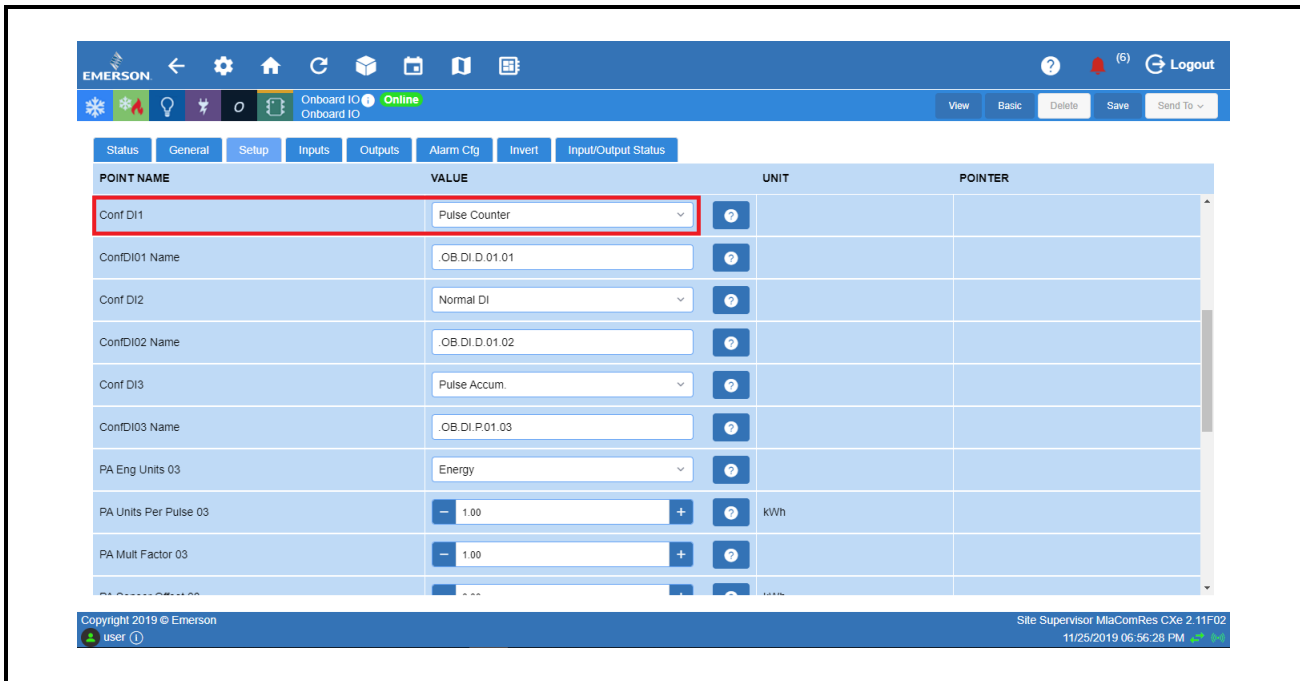 EMERSON
(6) Logout
O Onboard IO Online
Onboard IO
View Basic Delete Save Send To
Status General Setup Inputs Outputs Alarm Cfg Invert Input/Output Status
POINT NAME VALUE UNIT POINTER
Conf DI1 Pulse Counter
ConfDI01 Name .OB.DI.D.01.01
Conf DI2 Normal DI
ConfDI02 Name .OB.DI.D.01.02
Conf DI3 Pulse Accum.
ConfDI03 Name .OB.DI.P.01.03
PA Eng Units 03 Energy
PA Units Per Pulse 03 1.00 kWh
PA Mult Factor 03 1.00
Copyright 2019 © Emerson Site Supervisor MlaComRes CXe 2.11F02
user 11/25/2019 06:56:28 PM